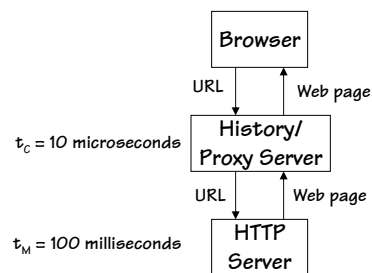 Browser
URL
Web page
History/
Proxy Server
t_C = 10 microseconds
URL
Web page
t_M = 100 milliseconds
HTTP
Server